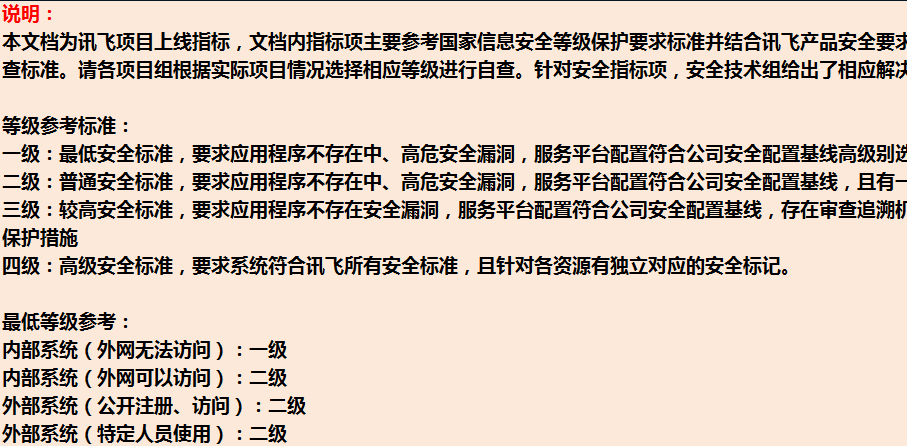 说明：
本文档为讯飞项目上线指标，文档内指标项主要参考国家信息安全等级保护要求标准并结合讯飞产品安全要求
查标准。请各项目组根据实际项目情况选择相应等级进行自查。针对安全指标项，安全技术组给出了相应解决
等级参考标准：
一级：最低安全标准，要求应用程序不存在中、高危安全漏洞，服务平台配置符合公司安全配置基线高级别选
二级：普通安全标准，要求应用程序不存在中、高危安全漏洞，服务平台配置符合公司安全配置基线，且有一
三级：较高安全标准，要求应用程序不存在安全漏洞，服务平台配置符合公司安全配置基线，存在审查追溯机
保护措施
四级：高级安全标准，要求系统符合讯飞所有安全标准，且针对各资源有独立对应的安全标记。
最低等级参考：
内部系统（外网无法访问）：一级
内部系统（外网可以访问）：二级
外部系统（公开注册、访问）：二级
外部系统（特定人员使用）：二级